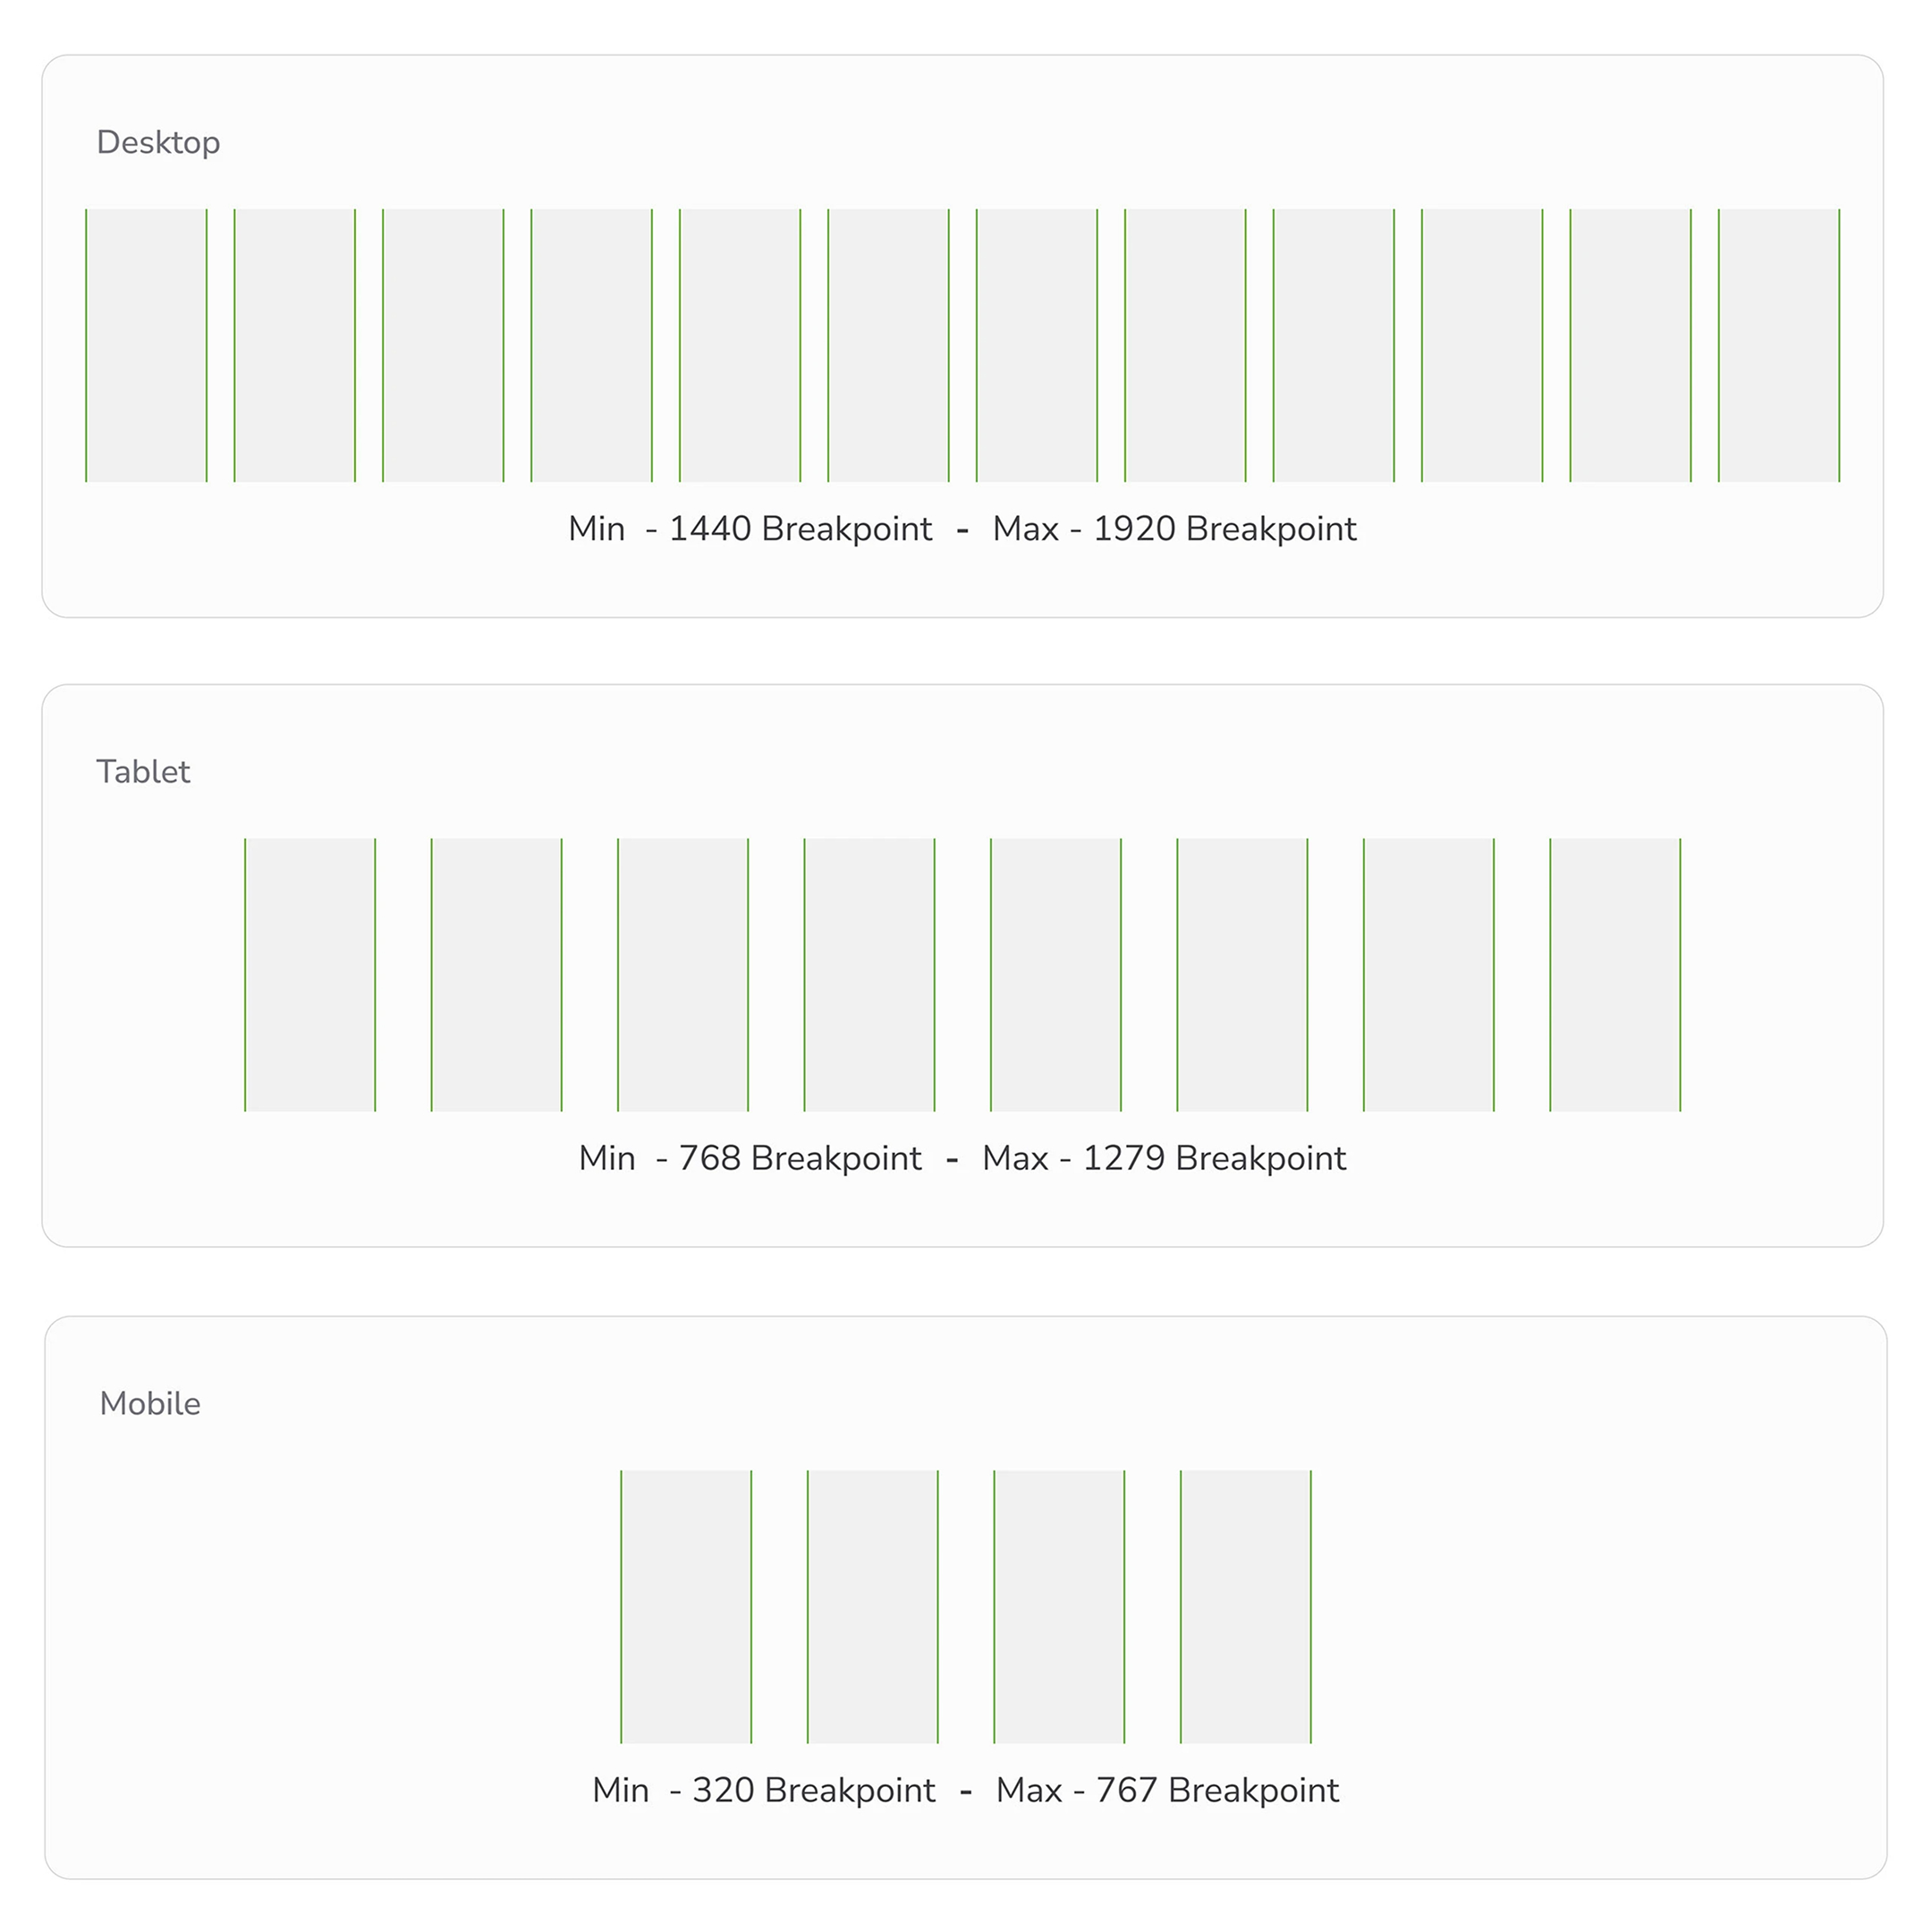 Desktop
Min  - 1440 Breakpoint  -  Max - 1920 Breakpoint
Tablet
Min  - 768 Breakpoint  -  Max - 1279 Breakpoint
Mobile
Min  - 320 Breakpoint  -  Max - 767 Breakpoint